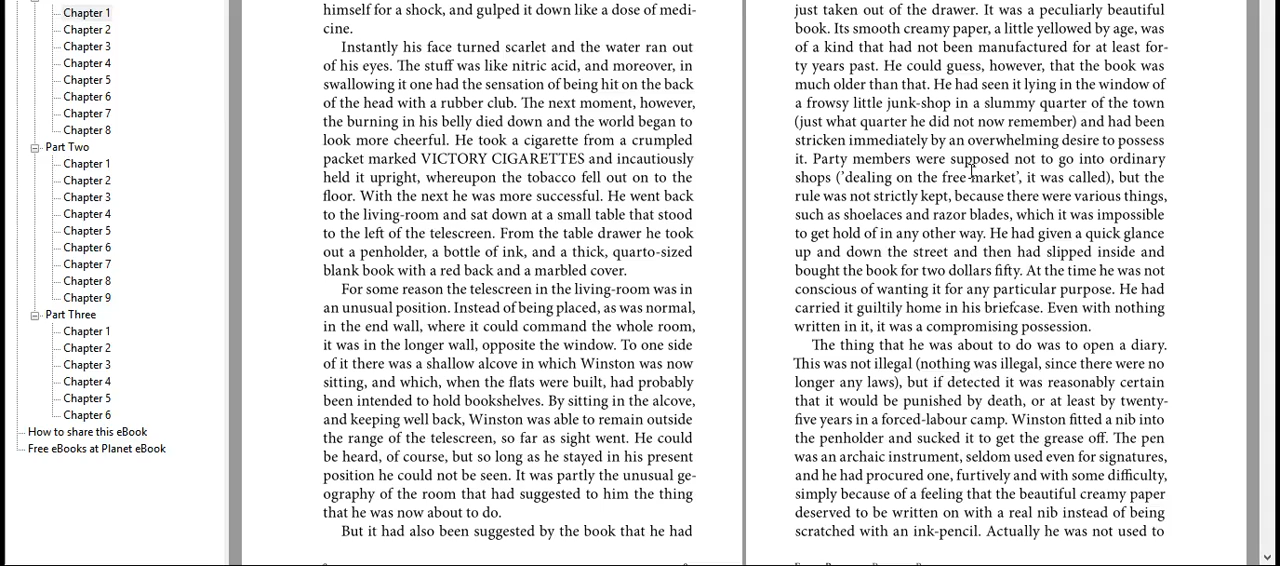 Chapter 1
Chapter 2
Chapter 3
Chapter 4
Chapter 5
Chapter 6
Chapter 7
Chapter 8
Part Two
Chapter 1
Chapter 2
Chapter 3
Chapter 4
Chapter 5
Chapter 6
Chapter 7
Chapter 8
Chapter 9
Part Three
Chapter 1
Chapter 2
Chapter 3
Chapter 4
Chapter 5
Chapter 6
How to share this eBook
Free eBooks at Planet eBook
himself for a shock, and gulped it down like a dose of medi-
cine.
Instantly his face turned scarlet and the water ran out
of his eyes. The stuff was like nitric acid, and moreover, in
swallowing it one had the sensation of being hit on the back
of the head with a rubber club. The next moment, however,
the burning in his belly died down and the world began to
look more cheerful. He took a cigarette from a crumpled
packet marked VICTORY CIGARETTES and incautiously
held it upright, whereupon the tobacco fell out on to the
floor. With the next he was more successful. He went back
to the living-room and sat down at a small table that stood
to the left of the telescreen. From the table drawer he took
out a penholder, a bottle of ink, and a thick, quarto-sized
blank book with a red back and a marbled cover.
For some reason the telescreen in the living-room was in
an unusual position. Instead of being placed, as was normal,
in the end wall, where it could command the whole room,
it was in the longer wall, opposite the window. To one side
of it there was a shallow alcove in which Winston was now
sitting, and which, when the flats were built, had probably
been intended to hold bookshelves. By sitting in the alcove,
and keeping well back, Winston was able to remain outside
the range of the telescreen, so far as sight went. He could
be heard, of course, but so long as he stayed in his present
position he could not be seen. It was partly the unusual ge-
ography of the room that had suggested to him the thing
that he was now about to do.
But it had also been suggested by the book that he had
just taken out of the drawer. It was a peculiarly beautiful
book. Its smooth creamy paper, a little yellowed by age, was
of a kind that had not been manufactured for at least for-
ty years past. He could guess, however, that the book was
much older than that. He had seen it lying in the window of
a frowsy little junk-shop in a slummy quarter of the town
(just what quarter he did not now remember) and had been
stricken immediately by an overwhelming desire to possess
it. Party members were supposed not to go into ordinary
shops ('dealing on the free market', it was called), but the
rule was not strictly kept, because there were various things,
such as shoelaces and razor blades, which it was impossible
to get hold of in any other way. He had given a quick glance
up and down the street and then had slipped inside and
bought the book for two dollars fifty. At the time he was not
conscious of wanting it for any particular purpose. He had
carried it guiltily home in his briefcase. Even with nothing
written in it, it was a compromising possession.
The thing that he was about to do was to open a diary.
This was not illegal (nothing was illegal, since there were no
longer any laws), but if detected it was reasonably certain
that it would be punished by death, or at least by twenty-
five years in a forced-labour camp. Winston fitted a nib into
the penholder and sucked it to get the grease off. The pen
was an archaic instrument, seldom used even for signatures,
and he had procured one, furtively and with some difficulty,
simply because of a feeling that the beautiful creamy paper
deserved to be written on with a real nib instead of being
scratched with an ink-pencil. Actually he was not used to